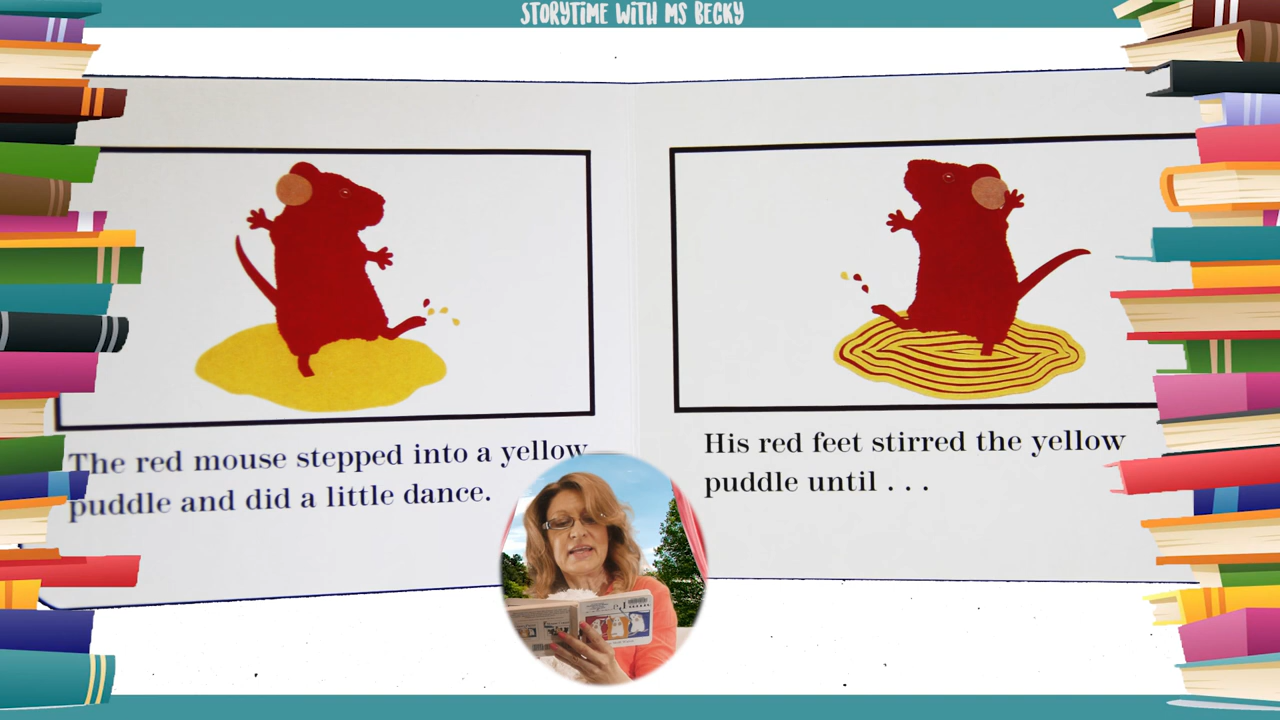 STORYTIME WITH MS BECKY
The red mouse stepped into a yellow
puddle and did a little dance.
His red feet stirred the yellow
puddle until . . .